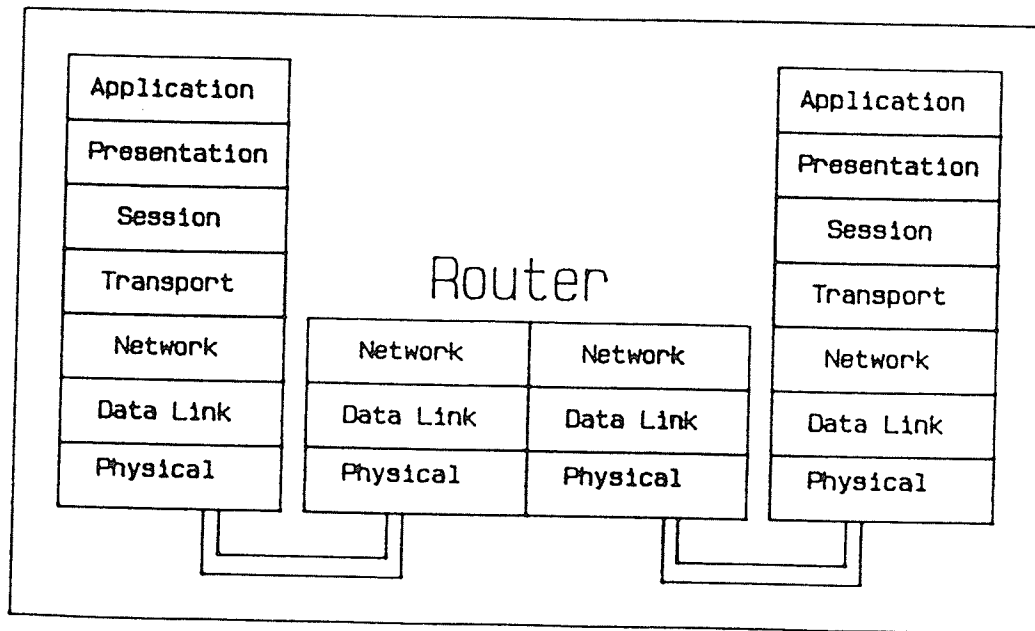 Application
Presentation
Session
Transport
Network
Data Link
Physical
Router
Network Network
Data Link Data Link
Physical Physical
Application
Presentation
Session
Transport
Network
Data Link
Physical